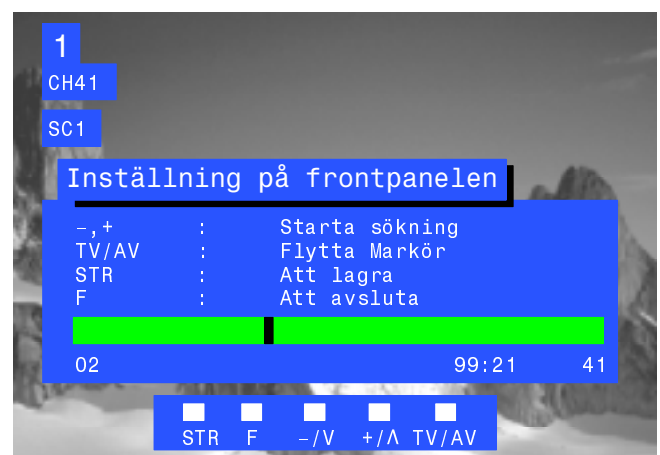 1
CH41
SC1
Inställning på frontpanelen
-,+ : Starta sökning
TV/AV : Flytta Markör
STR : Att lagra
F : Att avsluta
02 99:21 41
STR F -/V +/Λ TV/AV